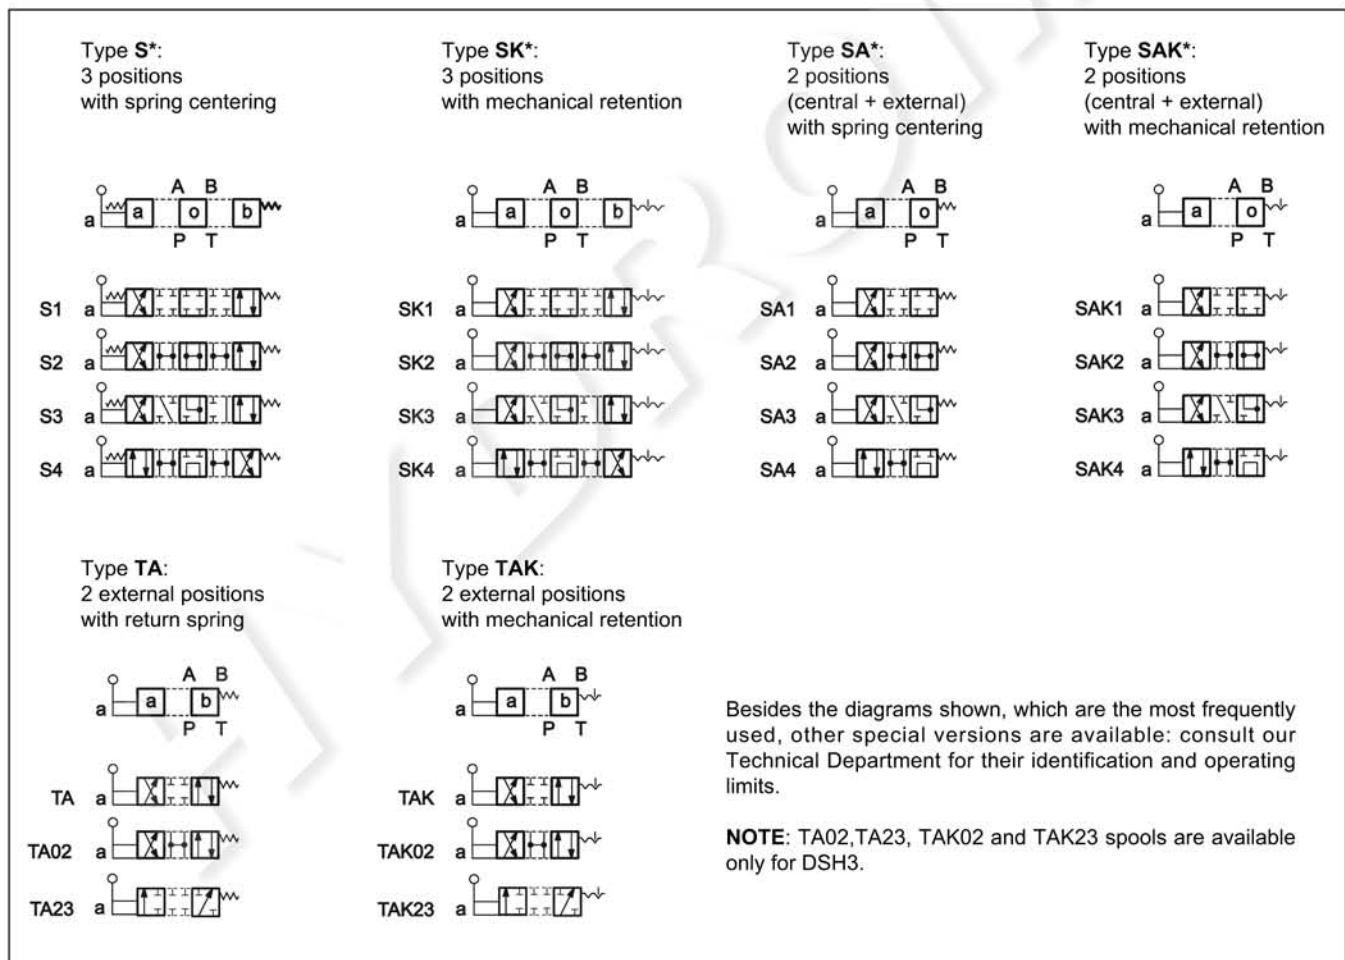 Type S*:
3 positions
with spring centering
Type SK*:
3 positions
with mechanical retention
Type SA*:
2 positions
(central + external)
with spring centering
Type SAK*:
2 positions
(central + external)
with mechanical retention
A B
a a o b
P T
A B
a a o b
P T
A B
a a o
P T
A B
a a o
P T
S1 a
SK1 a
SA1 a
SAK1 a
S2 a
SK2 a
SA2 a
SAK2 a
S3 a
SK3 a
SA3 a
SAK3 a
S4 a
SK4 a
SA4 a
SAK4 a
Type TA:
2 external positions
with return spring
Type TAK:
2 external positions
with mechanical retention
A B
a a b
P T
A B
a a b
P T
TA a
TAK a
TA02 a
TAK02 a
TA23 a
TAK23 a
Besides the diagrams shown, which are the most frequently
used, other special versions are available: consult our
Technical Department for their identification and operating
limits.
NOTE: TA02,TA23, TAK02 and TAK23 spools are available
only for DSH3.